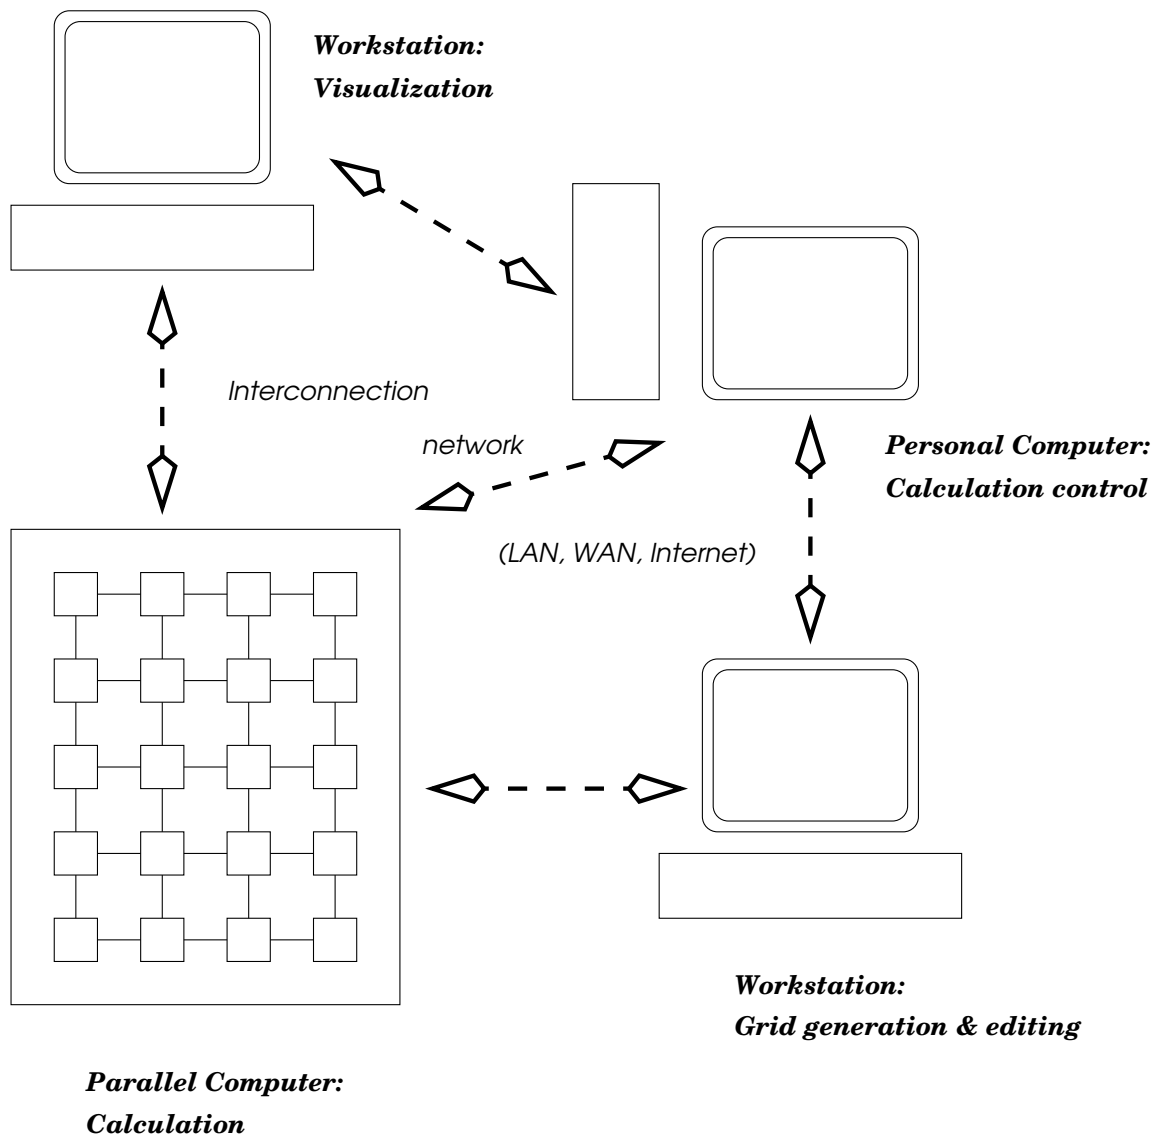 Workstation:
Visualization
Interconnection
network
(LAN, WAN, Internet)
Personal Computer:
Calculation control
Workstation:
Grid generation & editing
Parallel Computer:
Calculation